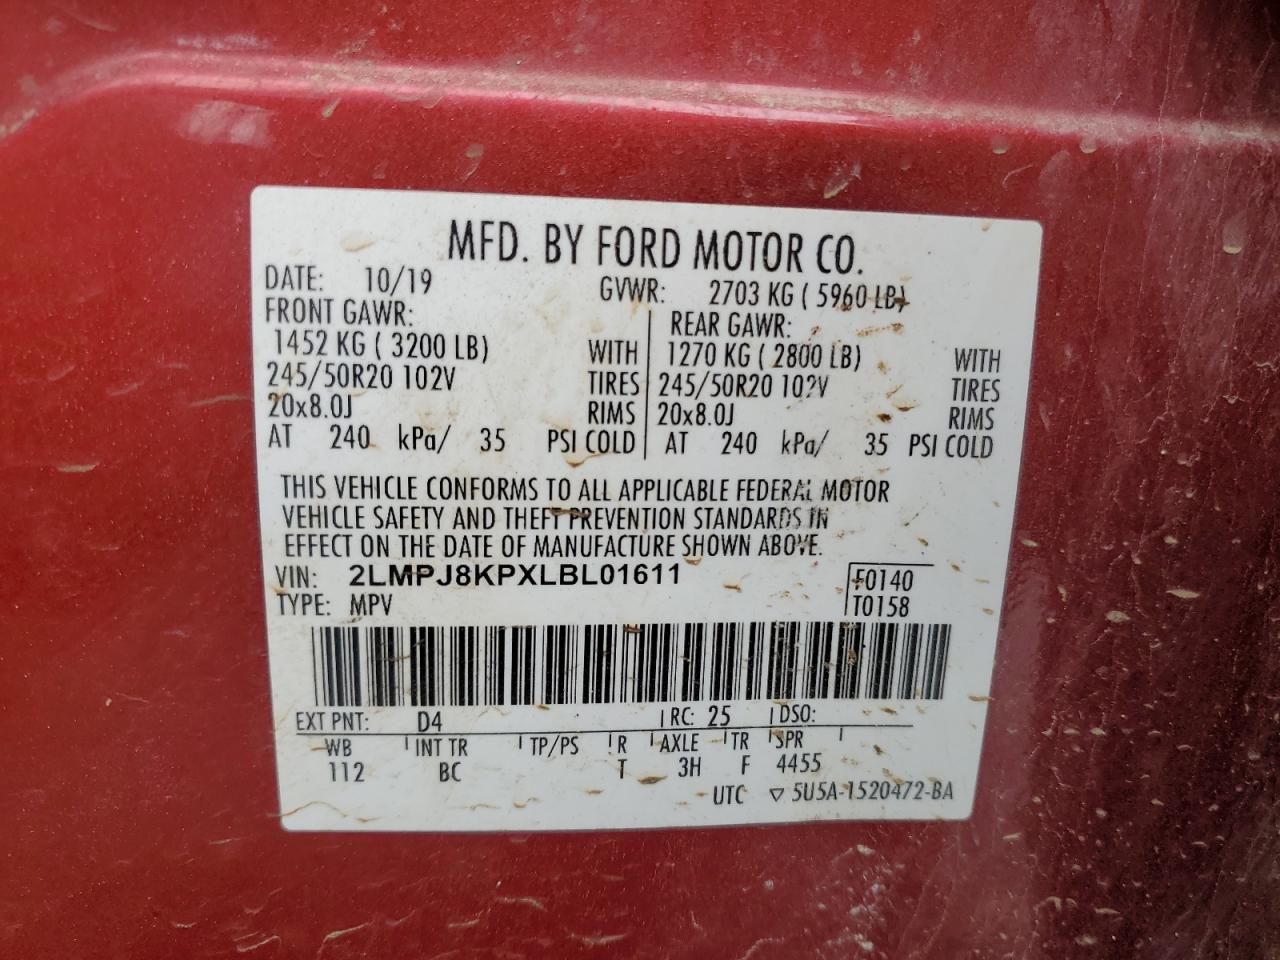 MFD. BY FORD MOTOR CO.
DATE: 10/19 GVWR: 2703 KG ( 5960 LB)
FRONT GAWR: REAR GAWR:
1452 KG ( 3200 LB) WITH 1270 KG ( 2800 LB) WITH
245/50R20 102V TIRES 245/50R20 102V TIRES
20x8.0J RIMS 20x8.0J RIMS
AT 240 kPa/ 35 PSI COLD AT 240 kPa/ 35 PSI COLD
THIS VEHICLE CONFORMS TO ALL APPLICABLE FEDERAL MOTOR
VEHICLE SAFETY AND THEFT PREVENTION STANDARDS IN
EFFECT ON THE DATE OF MANUFACTURE SHOWN ABOVE.
VIN: 2LMPJ8KPXLBL01611 F0140
TYPE: MPV T0158
EXT PNT: D4 RC: 25 DSO:
WB INT TR TP/PS R AXLE TR SPR
112 BC T 3H F 4455
UTC ▽ 5U5A-1520472-BA